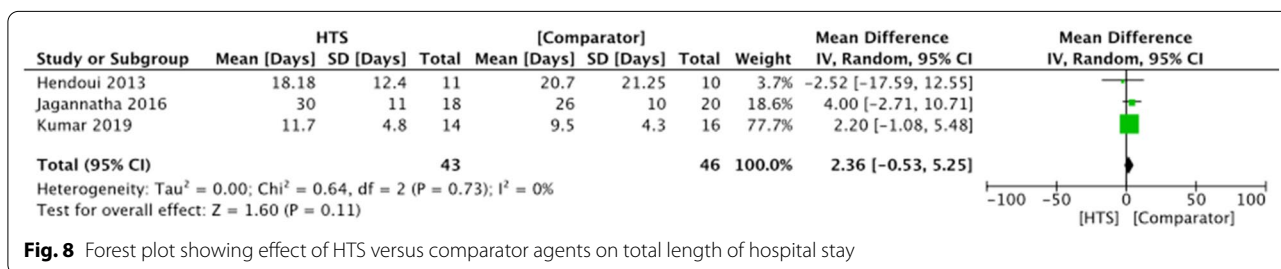 HTS [Comparator] Mean Difference Mean Difference
Study or Subgroup Mean [Days] SD [Days] Total Mean [Days] SD [Days] Total Weight IV, Random, 95% CI IV, Random, 95% CI
Hendoui 2013 18.18 12.4 11 20.7 21.25 10 3.7% -2.52 [-17.59, 12.55]
Jagannatha 2016 30 11 18 26 10 20 18.6% 4.00 [-2.71, 10.71]
Kumar 2019 11.7 4.8 14 9.5 4.3 16 77.7% 2.20 [-1.08, 5.48]
Total (95% CI) 43 46 100.0% 2.36 [-0.53, 5.25]
Heterogeneity: Tau² = 0.00; Chi² = 0.64, df = 2 (P = 0.73); I² = 0%
Test for overall effect: Z = 1.60 (P = 0.11)
-100 -50 0 50 100
[HTS] [Comparator]
Fig. 8 Forest plot showing effect of HTS versus comparator agents on total length of hospital stay